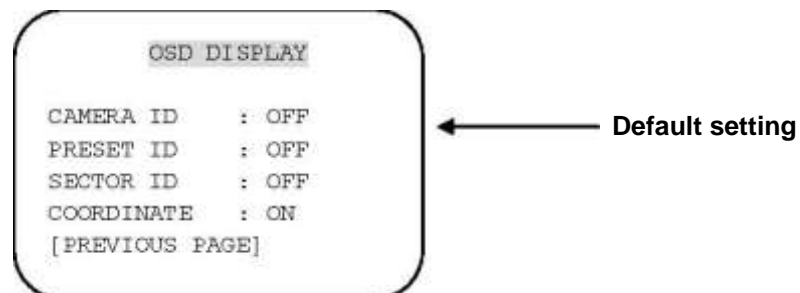 OSD DISPLAY
CAMERA ID : OFF
Default setting
PRESET ID : OFF
SECTOR ID : OFF
COORDINATE : ON
[PREVIOUS PAGE]